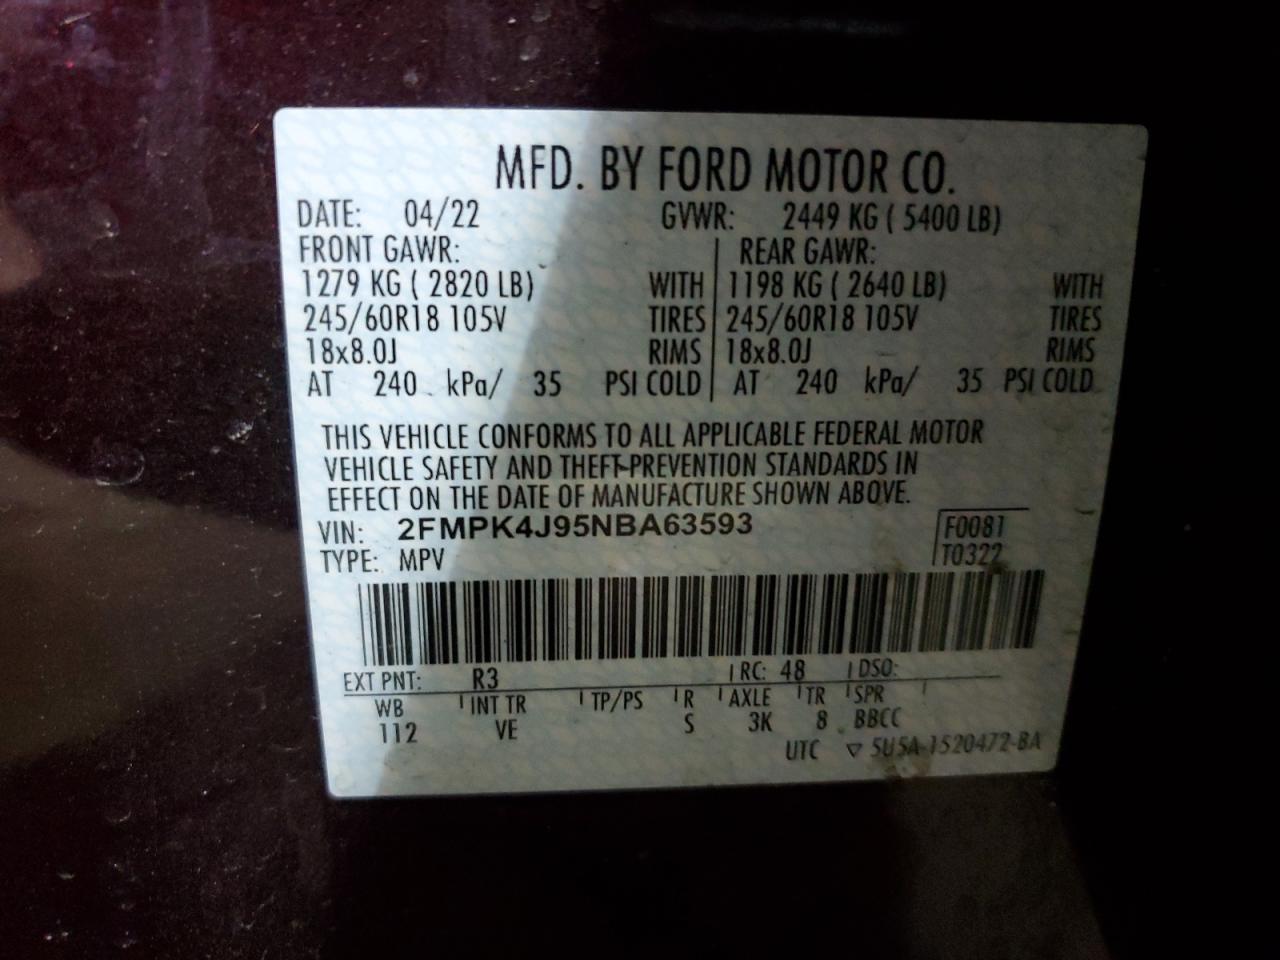 MFD. BY FORD MOTOR CO.
DATE: 04/22 GVWR: 2449 KG ( 5400 LB)
FRONT GAWR: REAR GAWR:
1279 KG ( 2820 LB) WITH 1198 KG ( 2640 LB) WITH
245/60R18 105V TIRES 245/60R18 105V TIRES
18x8.0J RIMS 18x8.0J RIMS
AT 240 kPa/ 35 PSI COLD AT 240 kPa/ 35 PSI COLD
THIS VEHICLE CONFORMS TO ALL APPLICABLE FEDERAL MOTOR
VEHICLE SAFETY AND THEFT-PREVENTION STANDARDS IN
EFFECT ON THE DATE OF MANUFACTURE SHOWN ABOVE.
VIN: 2FMPK4J95NBA63593 F0081
TYPE: MPV T0322
EXT PNT: R3 RC: 48 DSO:
WB INT TR TP/PS R AXLE TR SPR
112 VE S 3K 8 BBCC
UTC ▽ 5U5A-1520472-BA